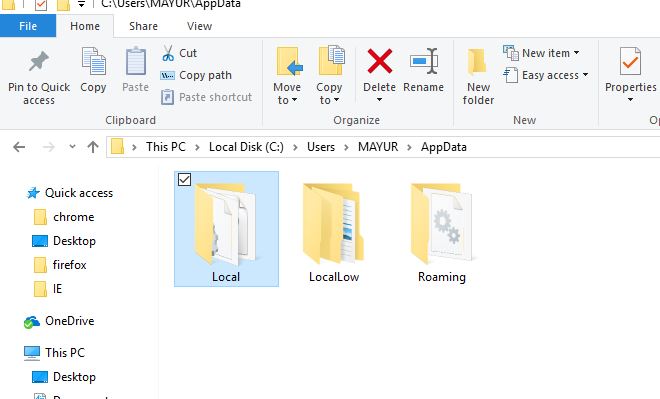 C:\Users\MAYUR\AppData
File Home Share View
Pin to Quick access
Copy
Paste
Cut
Copy path
Paste shortcut
Move to
Copy to
Delete
Rename
New folder
New item
Easy access
Properties
Clipboard Organize New
This PC Local Disk (C:) Users MAYUR AppData
Quick access
chrome
Desktop
firefox
IE
OneDrive
This PC
Desktop
Local LocalLow Roaming